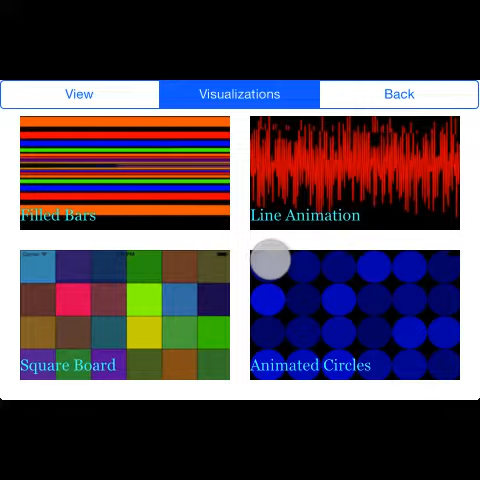 View
Visualizations
Back
Filled Bars
Line Animation
Square Board
Animated Circles